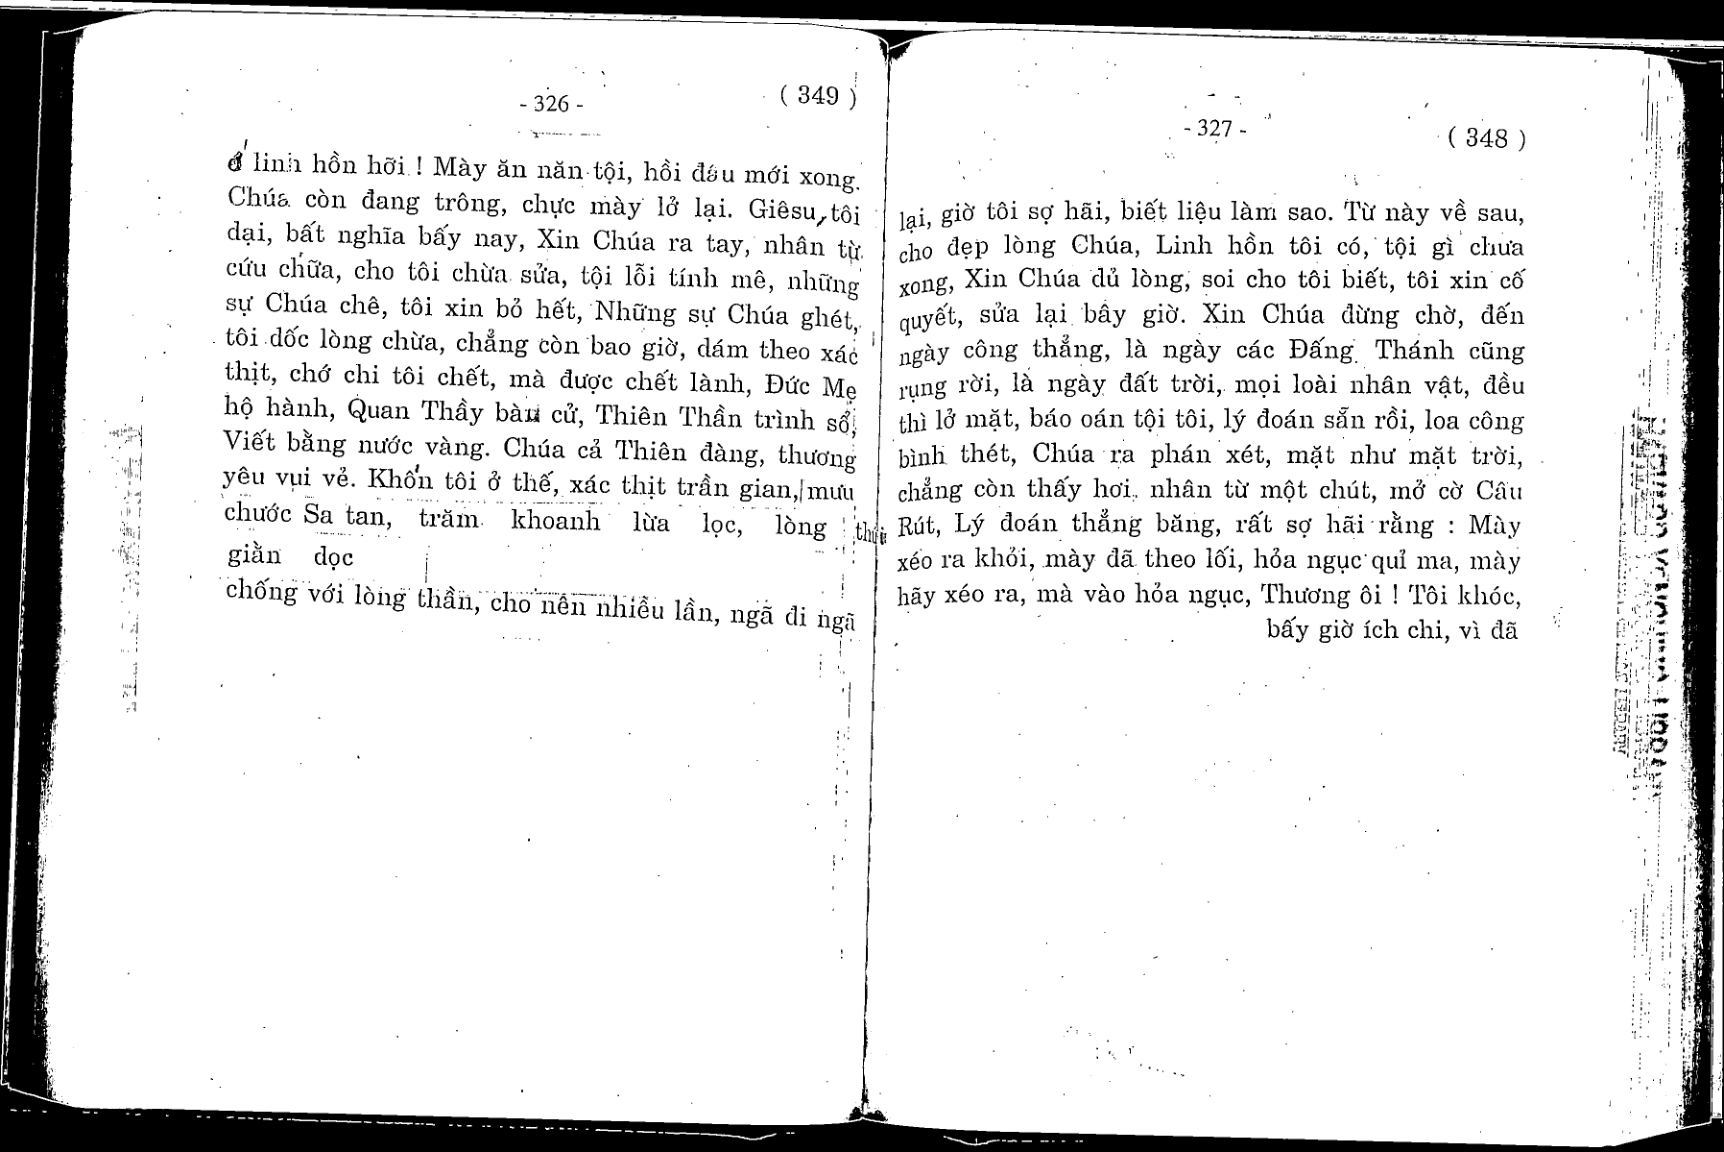 - 326 -
( 349 )
ớ linh hồn hỡi ! Mày ăn năn tội, hồi đầu mới xong.
Chúa còn đang trông, chực mày lở lại. Giêsu, tôi
dại, bất nghĩa bấy nay, Xin Chúa ra tay, nhân từ
cứu chữa, cho tôi chừa sửa, tội lỗi tính mê, những
sự Chúa chê, tôi xin bỏ hết, Những sự Chúa ghét,
tôi dốc lòng chừa, chẳng còn bao giờ, dám theo xác
thịt, chớ chi tôi chết, mà được chết lành, Đức Mẹ
hộ hành, Quan Thầy bàu cử, Thiên Thần trình sổ,
Viết bằng nước vàng. Chúa cả Thiên đàng, thương
yêu vui vẻ. Khốn tôi ở thế, xác thịt trần gian, mưu
chước Sa tan, trăm khoanh lừa lọc, lòng
giằn dọc
chống với lòng thần, cho nên nhiều lần, ngã đi ngã
- 327 -
( 348 )
lại, giờ tôi sợ hãi, biết liệu làm sao. Từ này về sau,
cho đẹp lòng Chúa, Linh hồn tôi có, tội gì chưa
xong, Xin Chúa đủ lòng, soi cho tôi biết, tôi xin cố
quyết, sửa lại bây giờ. Xin Chúa đừng chờ, đến
ngày công thẳng, là ngày các Đấng Thánh cũng
rụng rời, là ngày đất trời, mọi loài nhân vật, đều
thì lở mặt, báo oán tội tôi, lý đoán sẵn rồi, loa công
bình thét, Chúa ra phán xét, mặt như mặt trời,
chẳng còn thấy hơi, nhân từ một chút, mở cờ Câu
Rút, Lý đoán thẳng băng, rất sợ hãi rằng : Mày
xéo ra khỏi, mày đã theo lối, hỏa ngục quỉ ma, mày
hãy xéo ra, mà vào hỏa ngục, Thương ôi ! Tôi khóc,
bấy giờ ích chi, vì đã